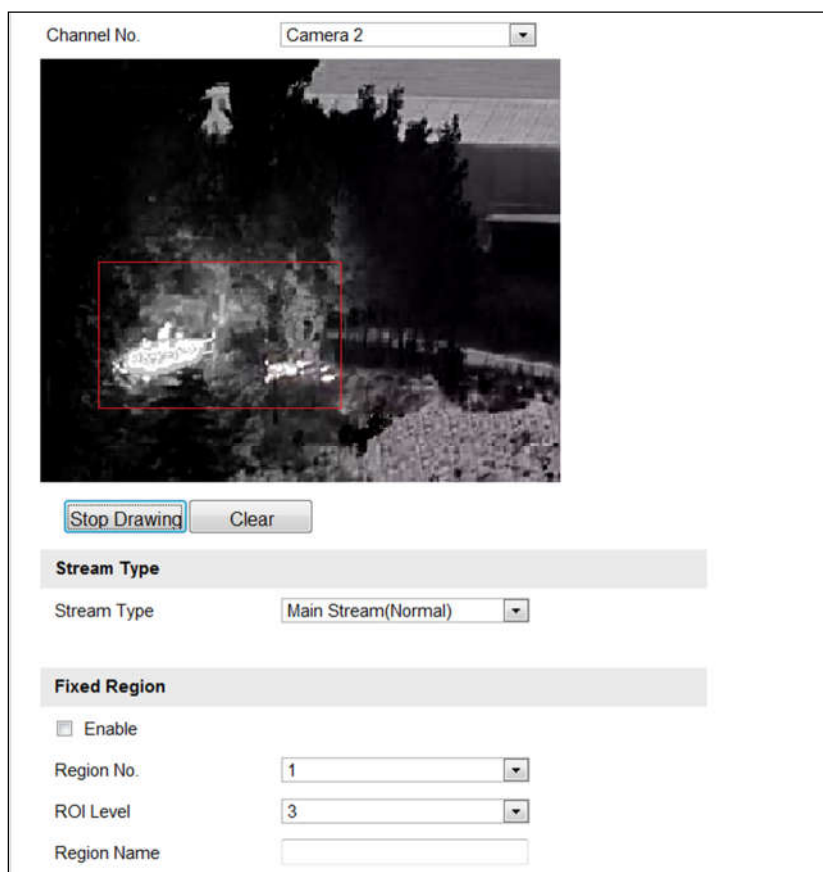 Channel No. Camera 2
Stop Drawing Clear
Stream Type
Stream Type Main Stream(Normal)
Fixed Region
Enable
Region No. 1
ROI Level 3
Region Name